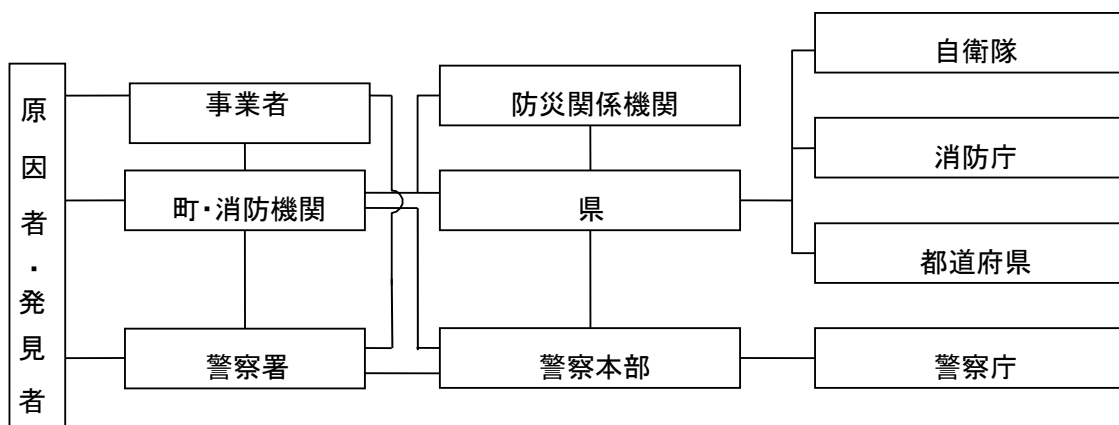 原因者・発見者
事業者
町・消防機関
警察署
防災関係機関
県
警察本部
自衛隊
消防庁
都道府県
警察庁